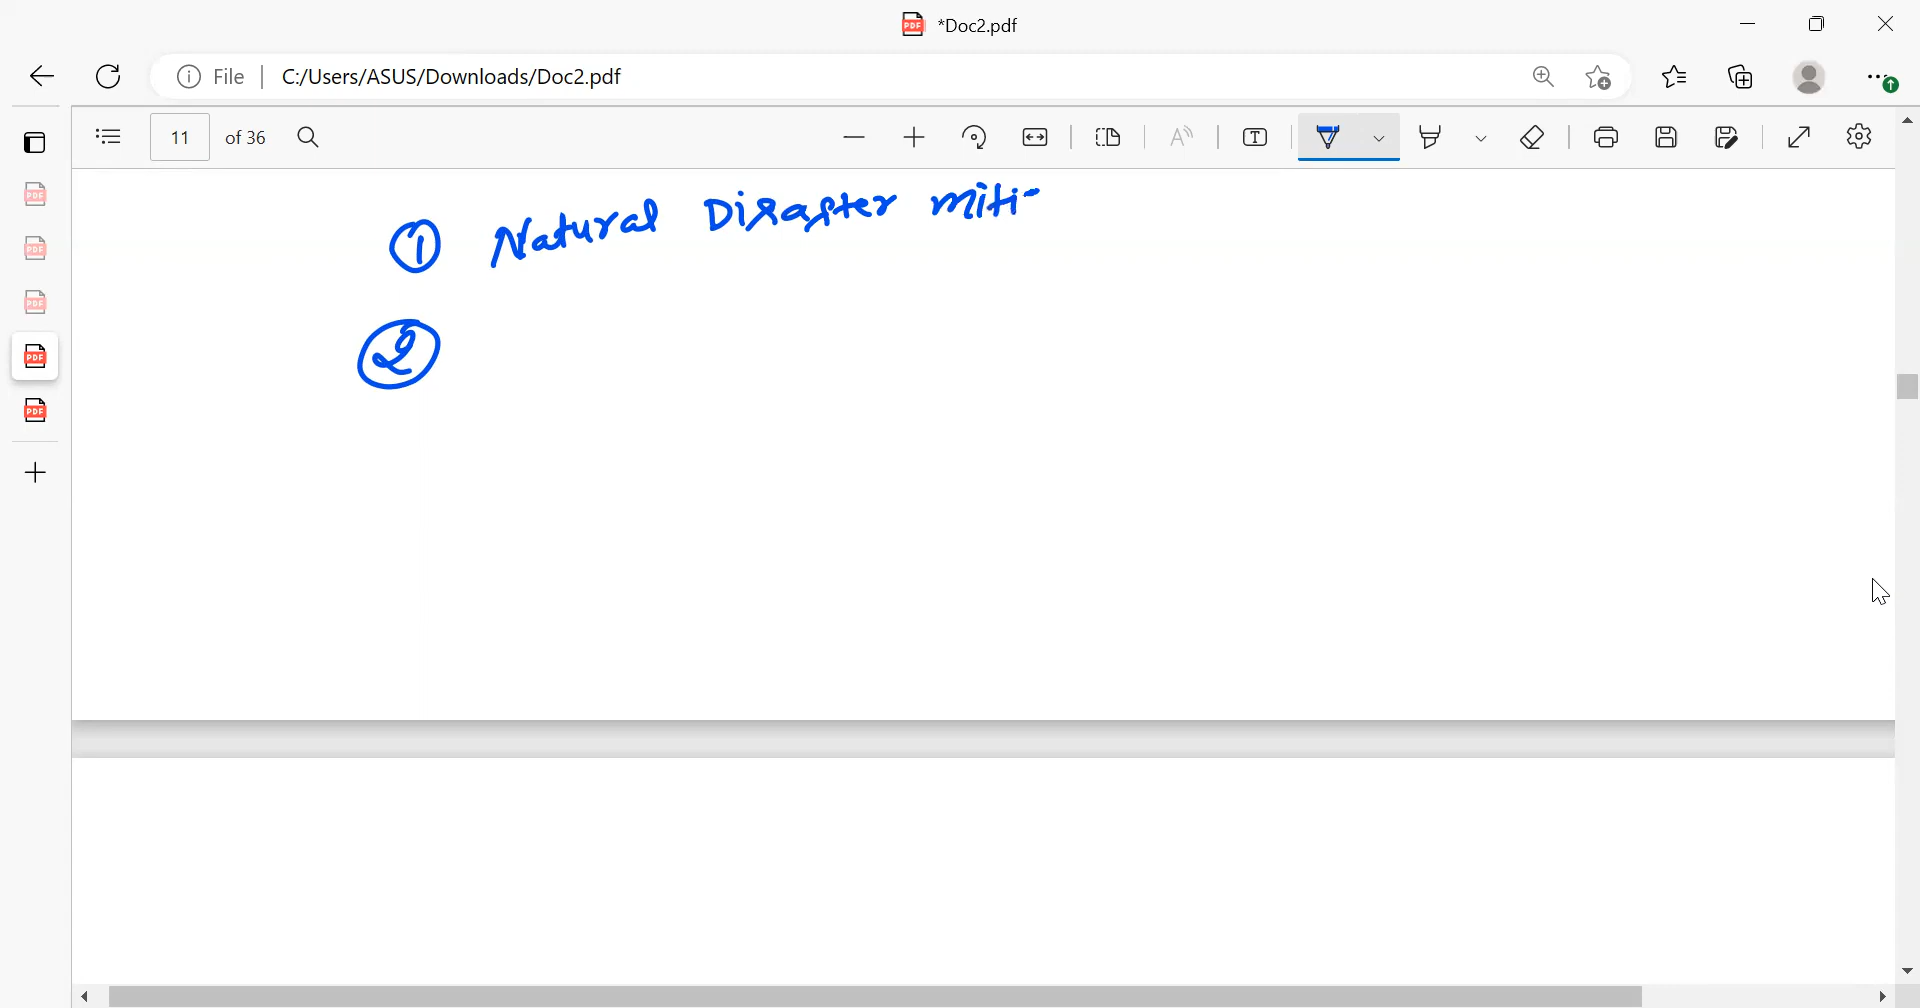 *Doc2.pdf
File C:/Users/ASUS/Downloads/Doc2.pdf
11 of 36
① Natural Disaster miti-
②